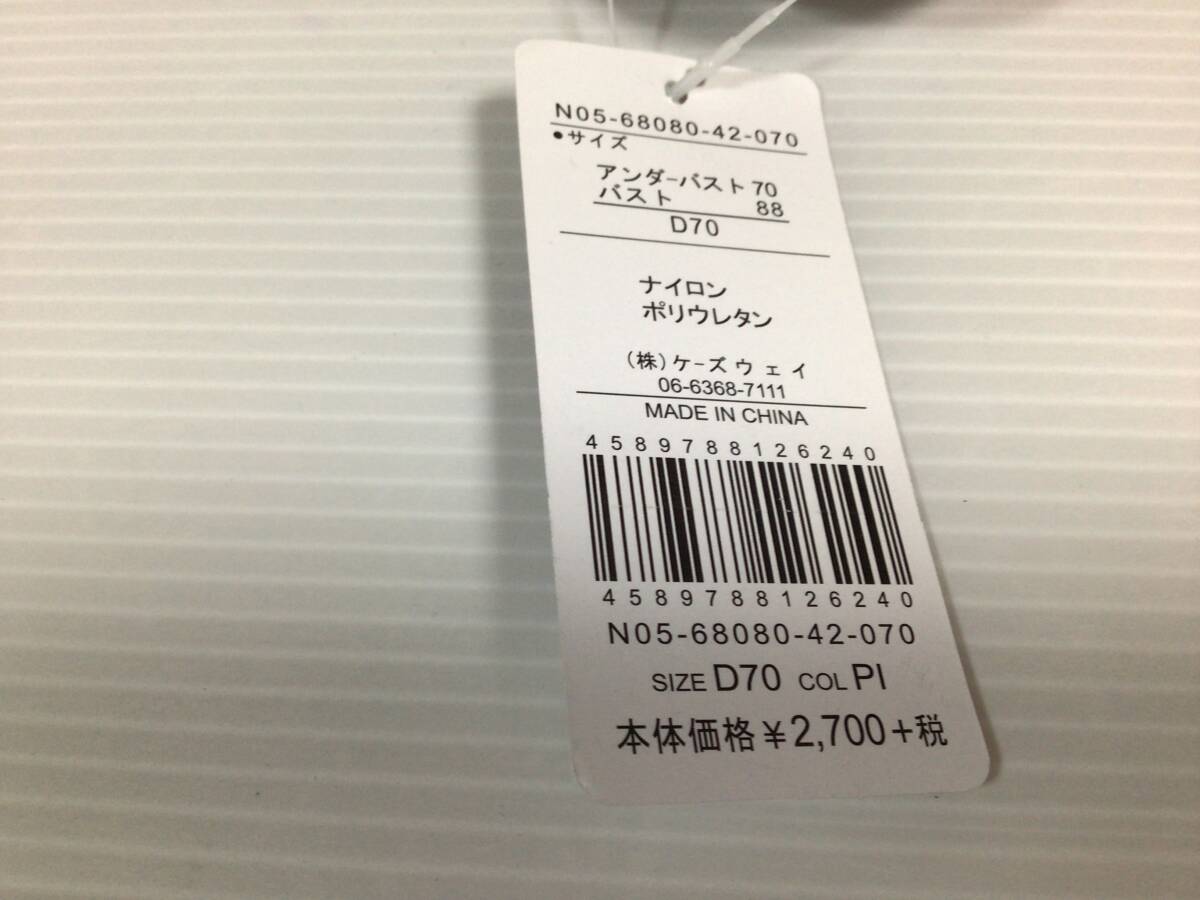 N05-68080-42-070
●サイズ
アンダーバスト 70
バスト 88
D70
ナイロン
ポリウレタン
(株)ケーズウェイ
06-6368-7111
MADE IN CHINA
4589788126240
4589788126240
N05-68080-42-070
SIZE D70 COL PI
本体価格￥2,700+税